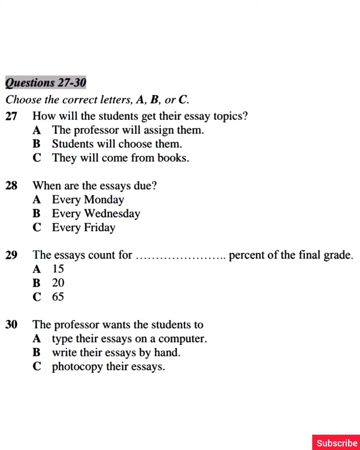 Questions 27-30
Choose the correct letters, A, B, or C.
27 How will the students get their essay topics?
A The professor will assign them.
B Students will choose them.
C They will come from books.
28 When are the essays due?
A Every Monday
B Every Wednesday
C Every Friday
29 The essays count for ………………….. percent of the final grade.
A 15
B 20
C 65
30 The professor wants the students to
A type their essays on a computer.
B write their essays by hand.
C photocopy their essays.
Subscribe